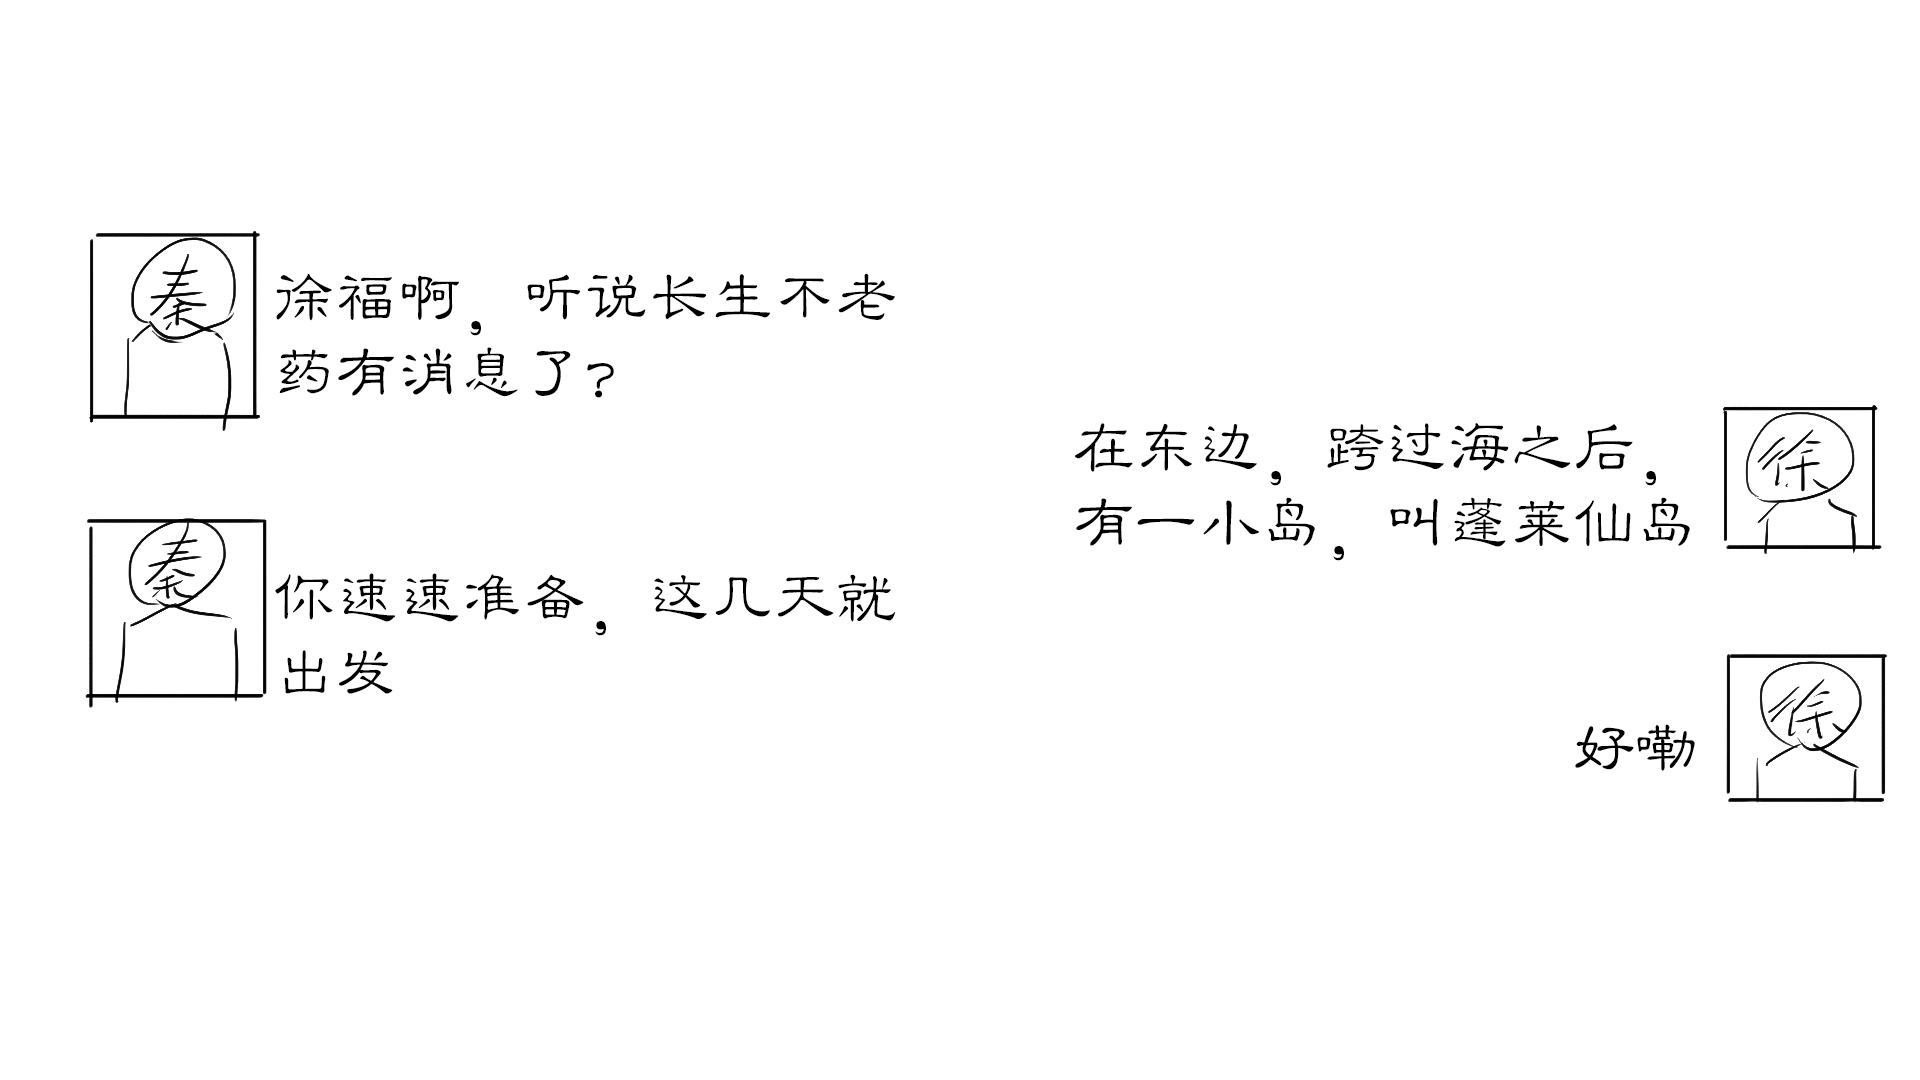 秦
徐福啊，听说长生不老
药有消息了？
徐
在东边，跨过海之后，
有一小岛，叫蓬莱仙岛
秦
你速速准备，这几天就
出发
徐
好嘞